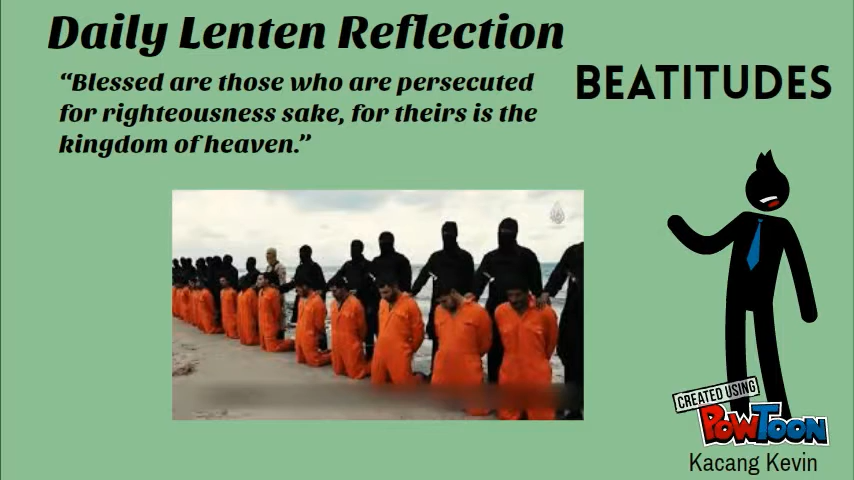 Daily Lenten Reflection
“Blessed are those who are persecuted
for righteousness sake, for theirs is the
kingdom of heaven.”
BEATITUDES
CREATED USING
POWTOON
Kacang Kevin